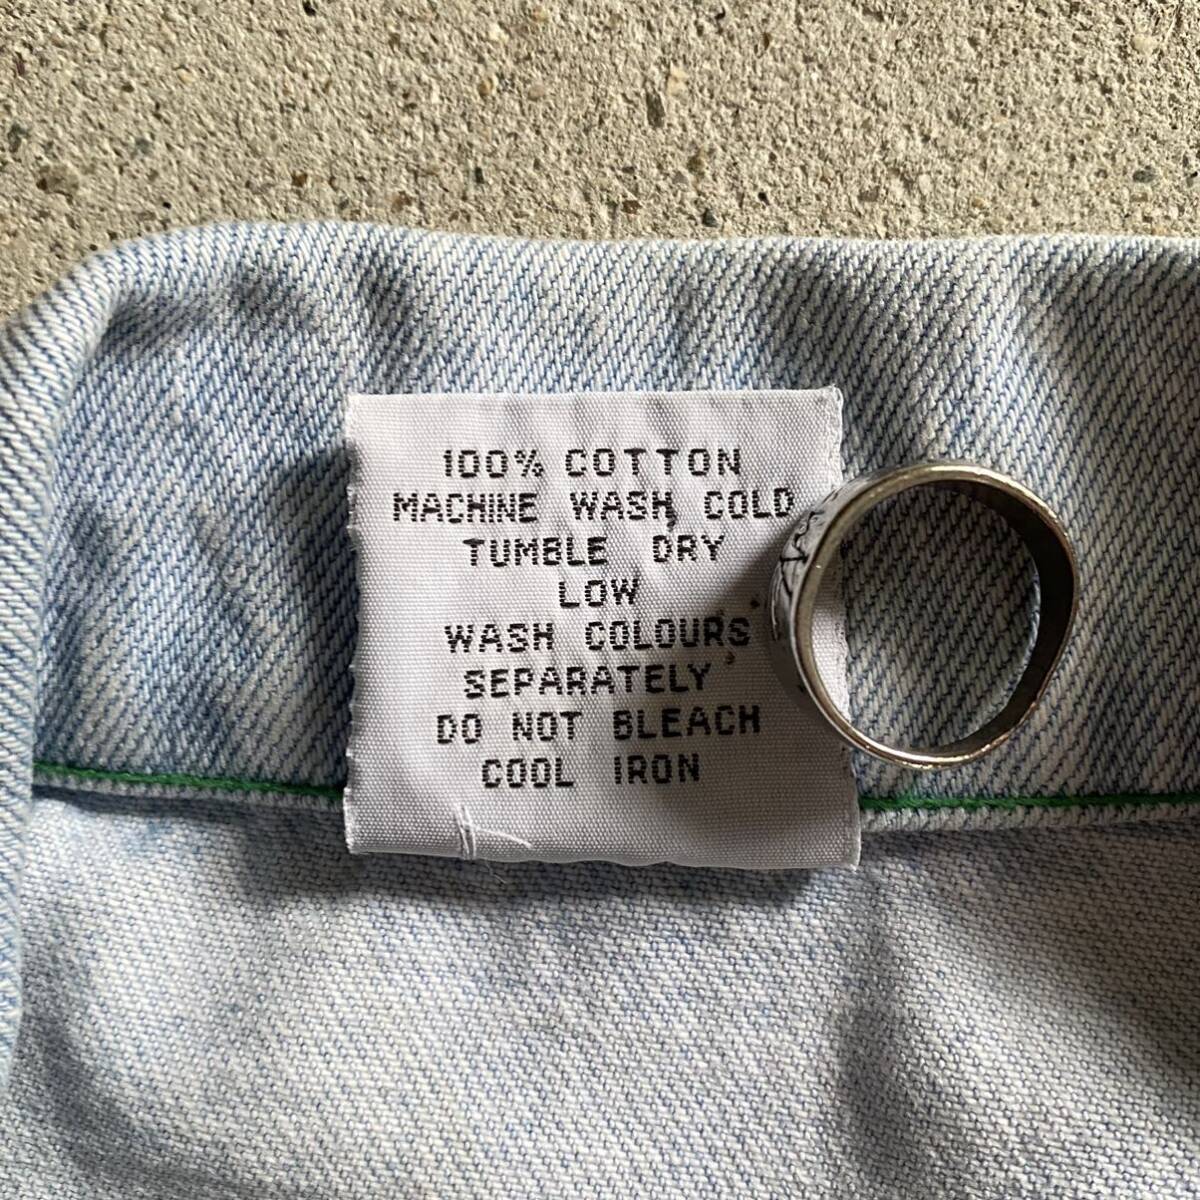 100% COTTON
MACHINE WASH COLD
TUMBLE DRY
LOW
WASH COLOURS
SEPARATELY
DO NOT BLEACH
COOL IRON